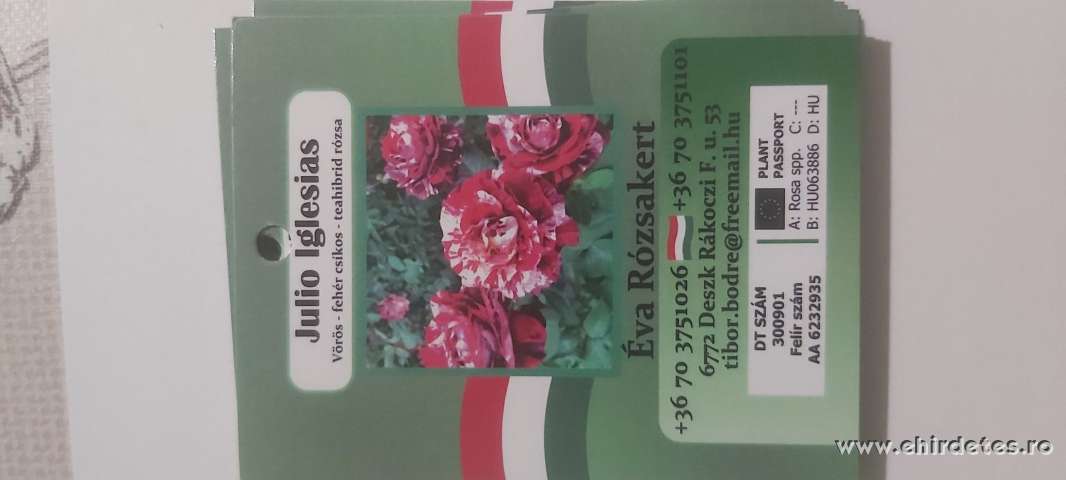 Julio Iglesias
Vörös - fehér csíkos - teahibrid rózsa
Éva Rózsakert
+36 70 3751026 +36 70 3751101
6772 Deszk Rákoczi F. u. 53
tibor.bodre@freemail.hu
DT SZÁM
300901
Felír szám
AA 6232935
PLANT
PASSPORT
A: Rosa spp. C: ---
B: HU063886 D: HU
www.ehirdetes.ro